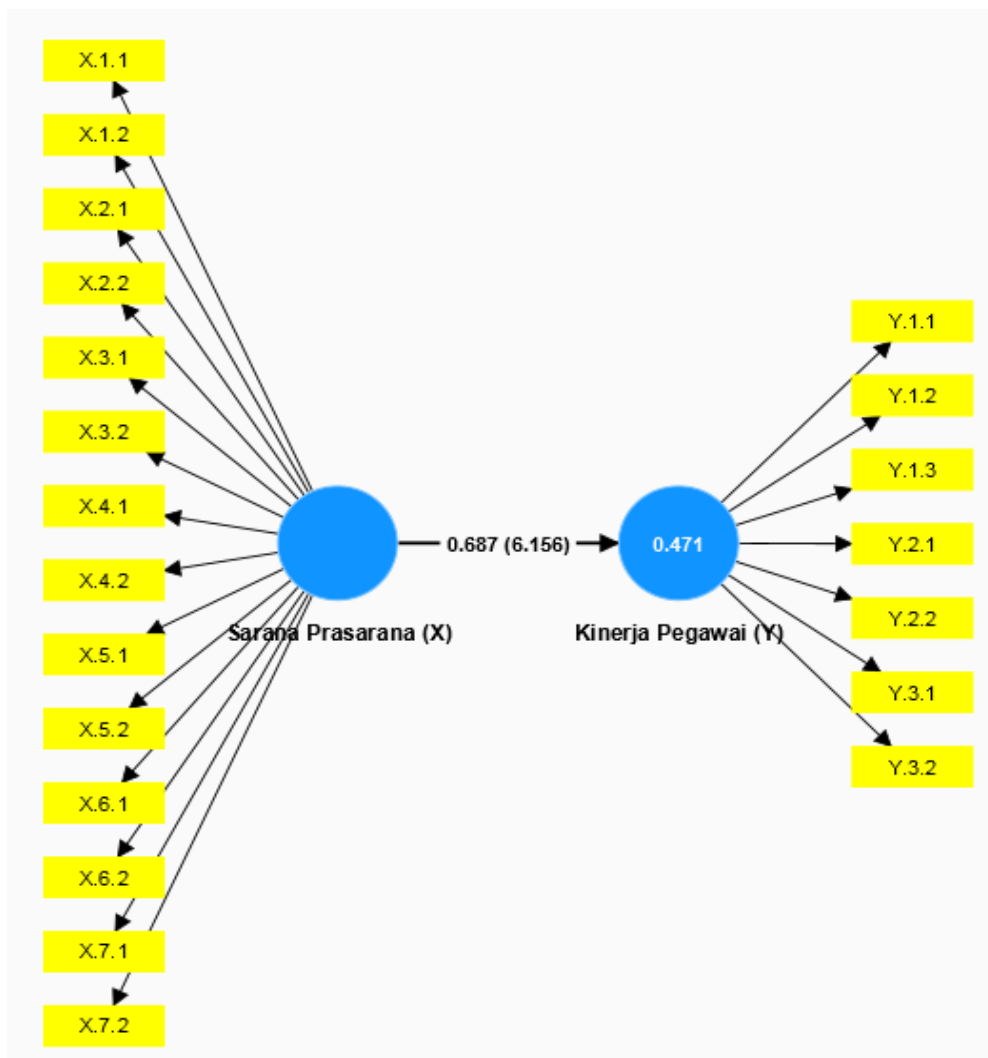 X.1.1
X.1.2
X.2.1
X.2.2
X.3.1
X.3.2
X.4.1
X.4.2
X.5.1
X.5.2
X.6.1
X.6.2
X.7.1
X.7.2
Sarana Prasarana (X)
0.687 (6.156)
0.471
Kinerja Pegawai (Y)
Y.1.1
Y.1.2
Y.1.3
Y.2.1
Y.2.2
Y.3.1
Y.3.2